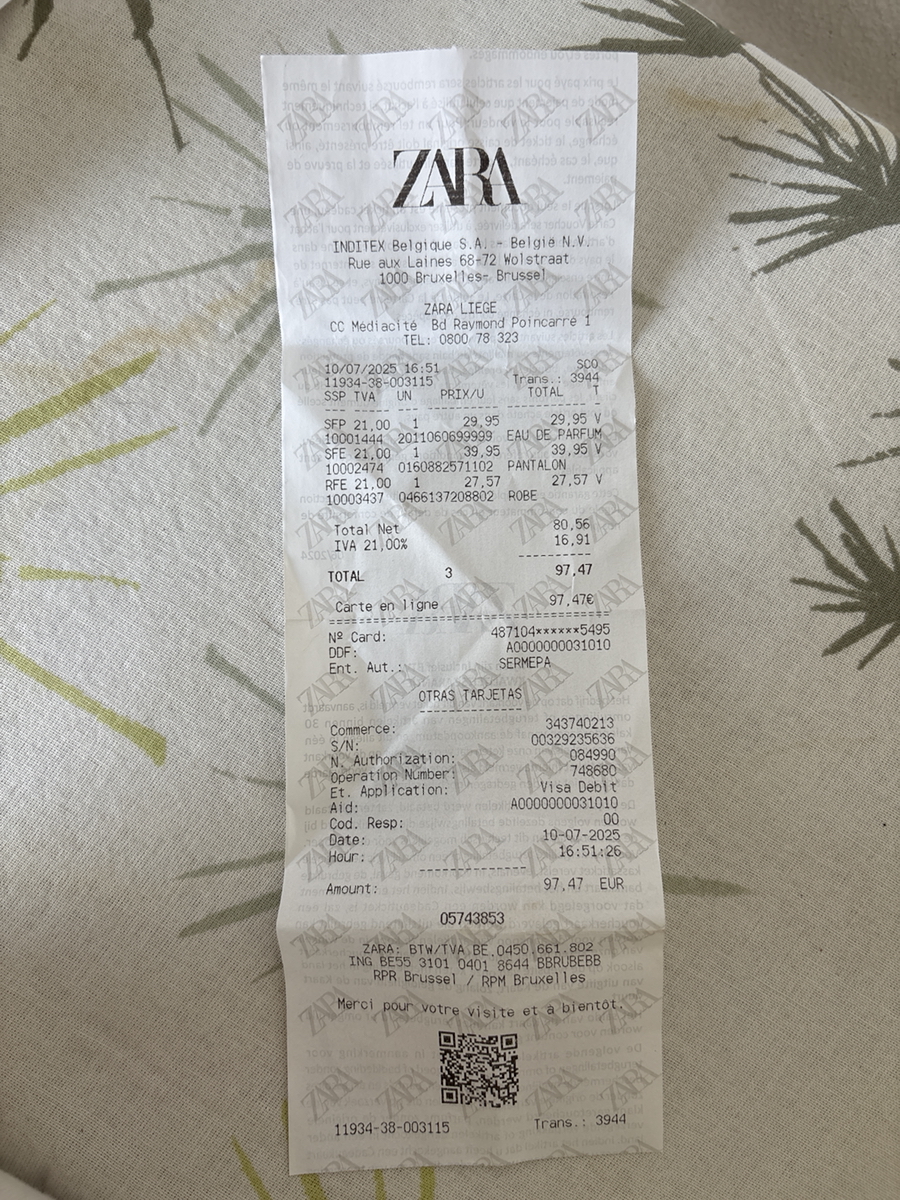 ZARA
INDITEX Belgique S.A. - België N.V.
Rue aux Laines 68-72 Wolstraat
1000 Bruxelles- Brussel
ZARA LIEGE
CC Médiacité Bd Raymond Poincarré 1
TEL: 0800 78 323
10/07/2025 16:51 SCO
11934-38-003115 Trans.: 3944
SSP TVA UN PRIX/U TOTAL T
SFP 21,00 1 29,95 29,95 V
10001444 2011060699999 EAU DE PARFUM
SFE 21,00 1 39,95 39,95 V
10002474 0160882571102 PANTALON
RFE 21,00 1 27,57 27,57 V
10003437 0466137208802 ROBE
Total Net 80,56
IVA 21,00% 16,91
TOTAL 3 97,47
Carte en ligne 97,47€
Nº Card: 487104******5495
DDF: A0000000031010
Ent. Aut.: SERMEPA
OTRAS TARJETAS
Commerce: 343740213
S/N: 00329235636
N. Authorization: 084990
Operation Number: 748680
Et. Application: Visa Debit
Aid: A0000000031010
Cod. Resp: 00
Date: 10-07-2025
Hour: 16:51:26
Amount: 97,47 EUR
05743853
ZARA: BTW/TVA BE.0450.661.802
ING BE55 3101 0401 8644 BBRUBEBB
RPR Brussel / RPM Bruxelles
Merci pour votre visite et à bientôt.
11934-38-003115 Trans.: 3944